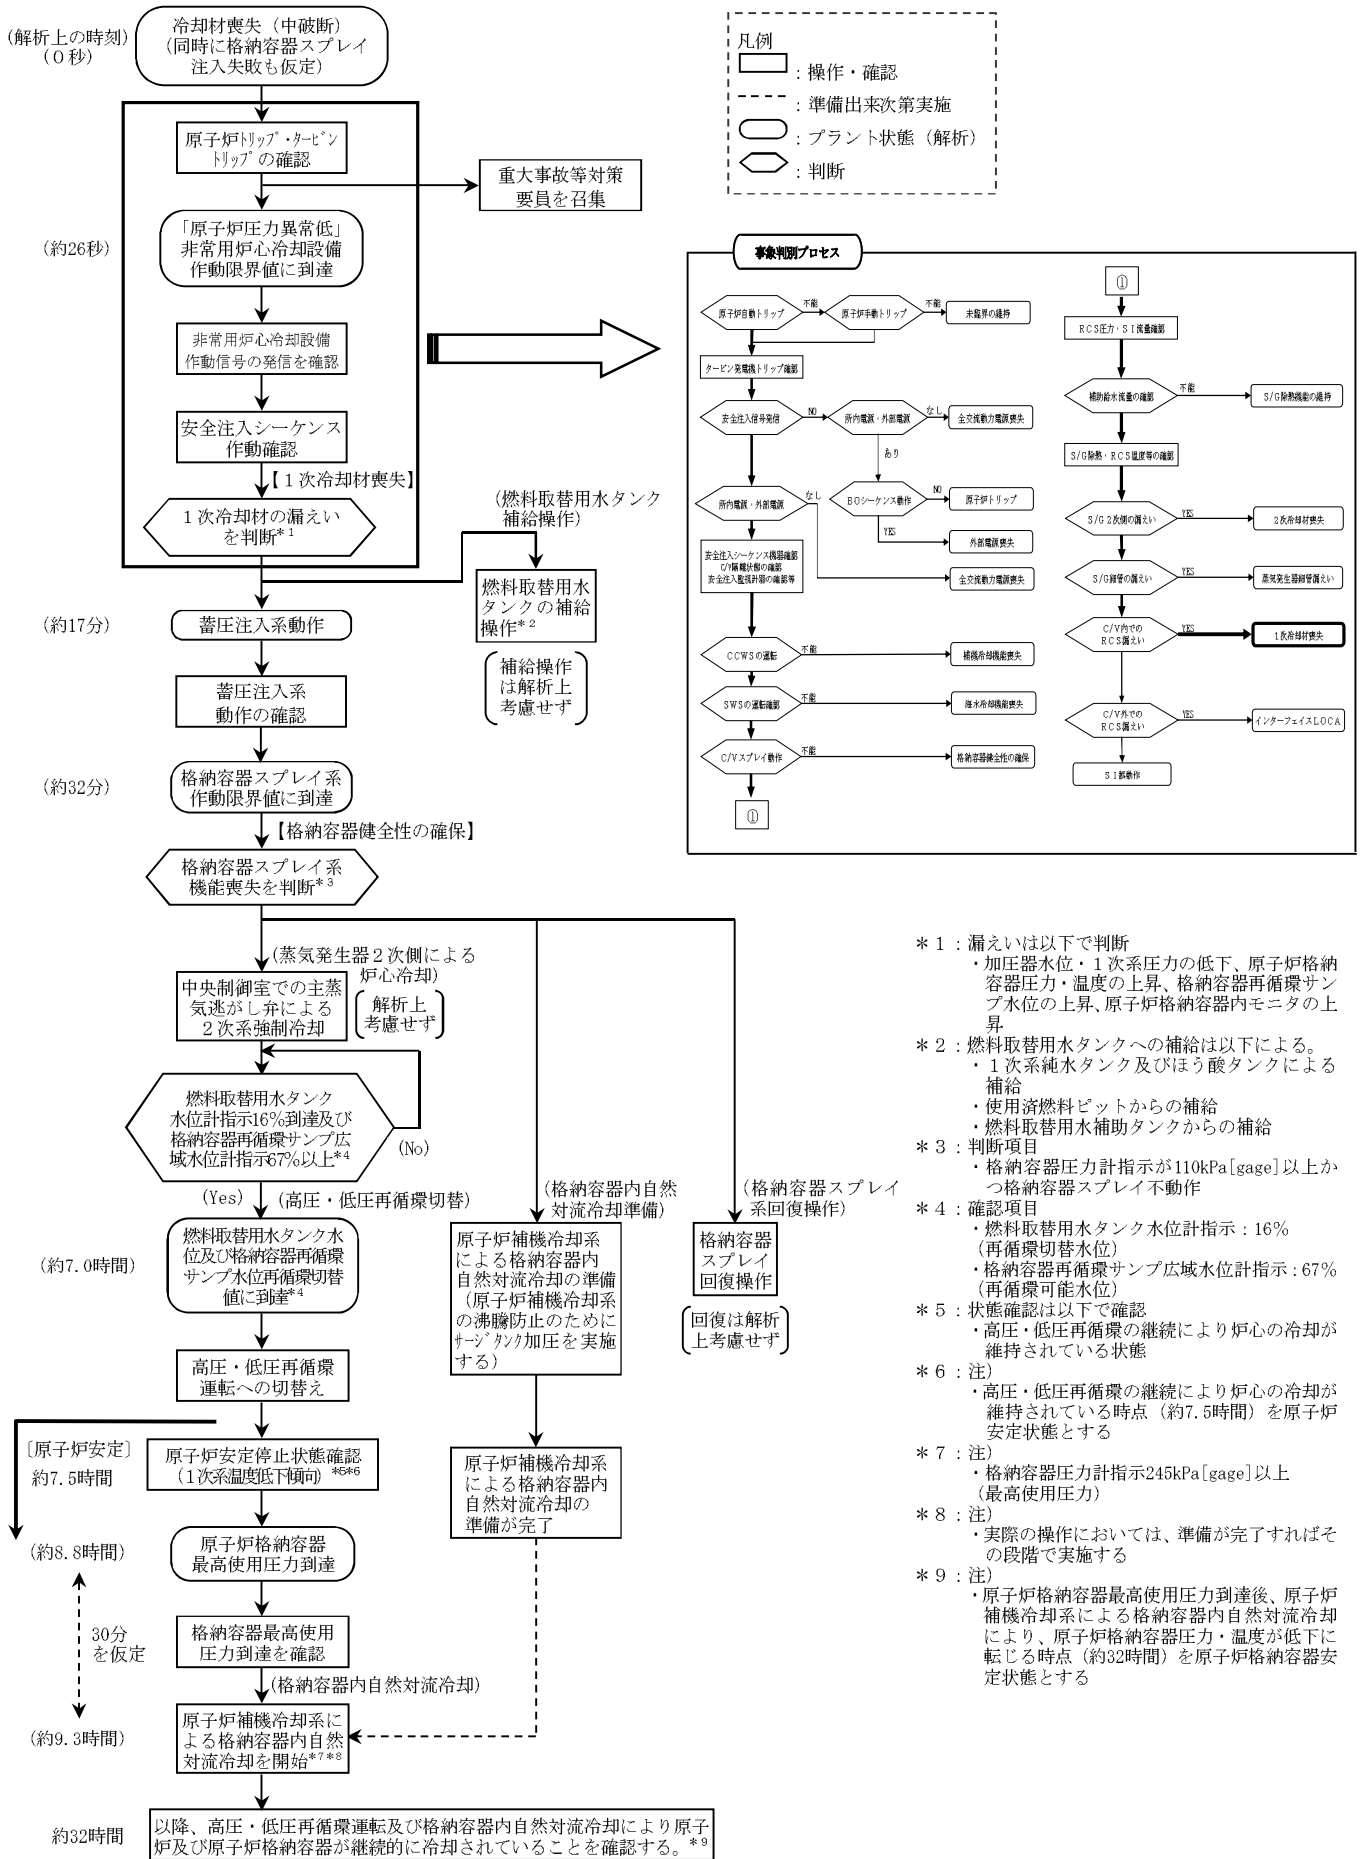 (解析上の時刻)
(0秒)
冷却材喪失(中破断)
(同時に格納容器スプレイ
注入失敗も仮定)
原子炉トリップ・タービン
トリップの確認
重大事故等対策
要員を召集
(約26秒)
「原子炉圧力異常低」
非常用炉心冷却設備
作動限界値に到達
非常用炉心冷却設備
作動信号の発信を確認
安全注入シーケンス
作動確認
【1次冷却材喪失】
1次冷却材の漏えい
を判断*1
(燃料取替用水タンク
補給操作)
燃料取替用水
タンクの補給
操作*2
補給操作
は解析上
考慮せず
(約17分)
蓄圧注入系動作
蓄圧注入系
動作の確認
(約32分)
格納容器スプレイ系
作動限界値に到達
【格納容器健全性の確保】
格納容器スプレイ系
機能喪失を判断*3
(蒸気発生器2次側による
炉心冷却)
中央制御室での主蒸
気逃がし弁による
2次系強制冷却
解析上
考慮せず
燃料取替用水タンク
水位計指示16%到達及び
格納容器再循環サンプ広
域水位計指示67%以上*4
(No)
(Yes)
(高圧・低圧再循環切替)
(約7.0時間)
燃料取替用水タンク水
位及び格納容器再循環
サンプ水位再循環切替
値に到達*4
高圧・低圧再循環
運転への切替え
〔原子炉安定〕
約7.5時間
原子炉安定停止状態確認
(1次系温度低下傾向)*5*6
(約8.8時間)
原子炉格納容器
最高使用圧力到達
30分
を仮定
格納容器最高使用
圧力到達を確認
(格納容器内自然対流冷却)
(約9.3時間)
原子炉補機冷却系に
よる格納容器内自然
対流冷却を開始*7*8
約32時間
以降、高圧・低圧再循環運転及び格納容器内自然対流冷却により原子
炉及び原子炉格納容器が継続的に冷却されていることを確認する。*9
(格納容器内自然
対流冷却準備)
原子炉補機冷却系
による格納容器内
自然対流冷却の準備
(原子炉補機冷却系
の沸騰防止のために
サージタンク加圧を実施
する)
原子炉補機冷却系
による格納容器内
自然対流冷却の
準備が完了
(格納容器スプレイ
系回復操作)
格納容器
スプレイ
回復操作
回復は解析
上考慮せず
凡例
:操作・確認
:準備出来次第実施
:プラント状態(解析)
:判断
事象判別プロセス
原子炉自動トリップ
不能
原子炉手動トリップ
不能
未臨界の維持
タービン発電機トリップ確認
安全注入信号発信
NO
所内電源・外部電源
なし
全交流動力電源喪失
あり
所内電源・外部電源
なし
BOシーケンス動作
NO
原子炉トリップ
YES
外部電源喪失
安全注入シーケンス機器確認
C/V隔離状態の確認
安全注入監視計器の確認等
全交流動力電源喪失
CCWSの運転
不能
補機冷却機能喪失
SWSの運転確認
不能
海水冷却機能喪失
C/Vスプレイ動作
不能
格納容器健全性の確保
①
①
RCS圧力・SI流量確認
補助給水流量の確認
不能
S/G除熱機能の維持
S/G除熱・RCS温度等の確認
S/G2次側の漏えい
YES
2次冷却材喪失
S/G細管の漏えい
YES
蒸気発生器細管漏えい
C/V内での
RCS漏えい
YES
1次冷却材喪失
C/V外での
RCS漏えい
YES
インターフェイスLOCA
SI誤動作
*1:漏えいは以下で判断
・加圧器水位・1次系圧力の低下、原子炉格納
容器圧力・温度の上昇、格納容器再循環サン
プ水位の上昇、原子炉格納容器内モニタの上
昇
*2:燃料取替用水タンクへの補給は以下による。
・1次系純水タンク及びほう酸タンクによる
補給
・使用済燃料ピットからの補給
・燃料取替用水補助タンクからの補給
*3:判断項目
・格納容器圧力計指示が110kPa[gage]以上か
つ格納容器スプレイ不動作
*4:確認項目
・燃料取替用水タンク水位計指示:16%
(再循環切替水位)
・格納容器再循環サンプ広域水位計指示:67%
(再循環可能水位)
*5:状態確認は以下で確認
・高圧・低圧再循環の継続により炉心の冷却が
維持されている状態
*6:注)
・高圧・低圧再循環の継続により炉心の冷却が
維持されている時点(約7.5時間)を原子炉
安定状態とする
*7:注)
・格納容器圧力計指示245kPa[gage]以上
(最高使用圧力)
*8:注)
・実際の操作においては、準備が完了すればそ
の段階で実施する
*9:注)
・原子炉格納容器最高使用圧力到達後、原子炉
補機冷却系による格納容器内自然対流冷却
により、原子炉格納容器圧力・温度が低下に
転じる時点(約32時間)を原子炉格納容器安
定状態とする